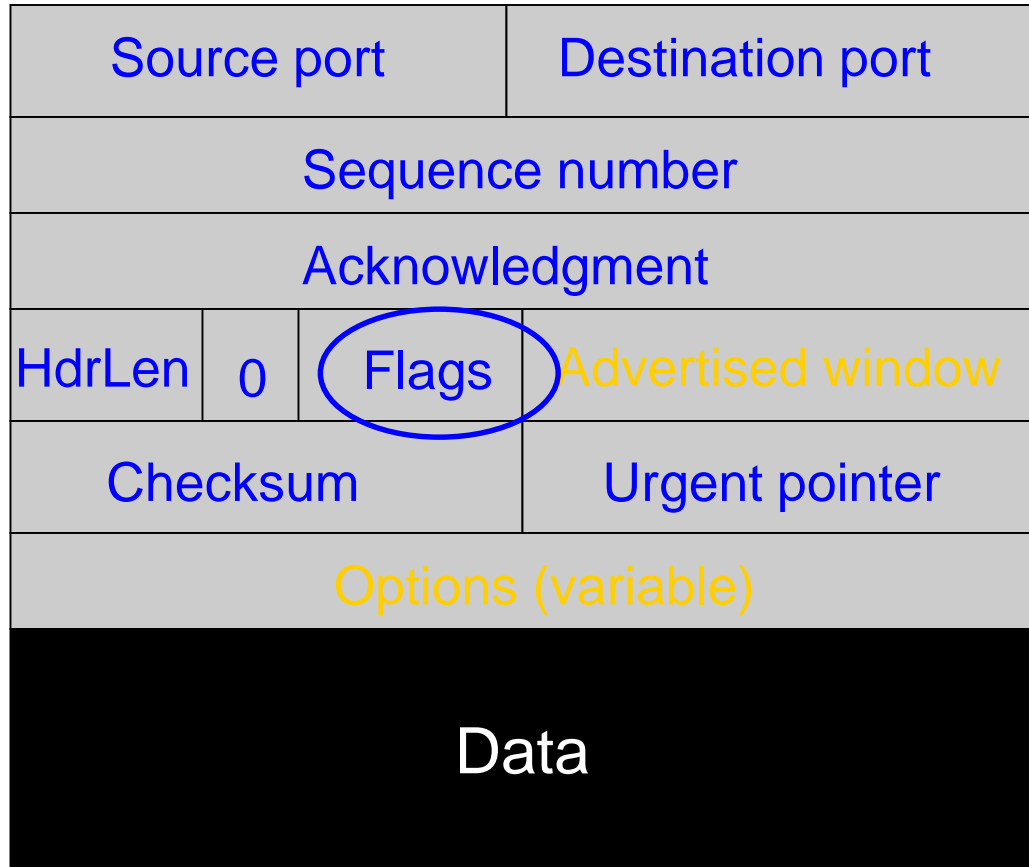 Source port Destination port
Sequence number
Acknowledgment
HdrLen 0 Flags Advertised window
Checksum Urgent pointer
Options (variable)
Data